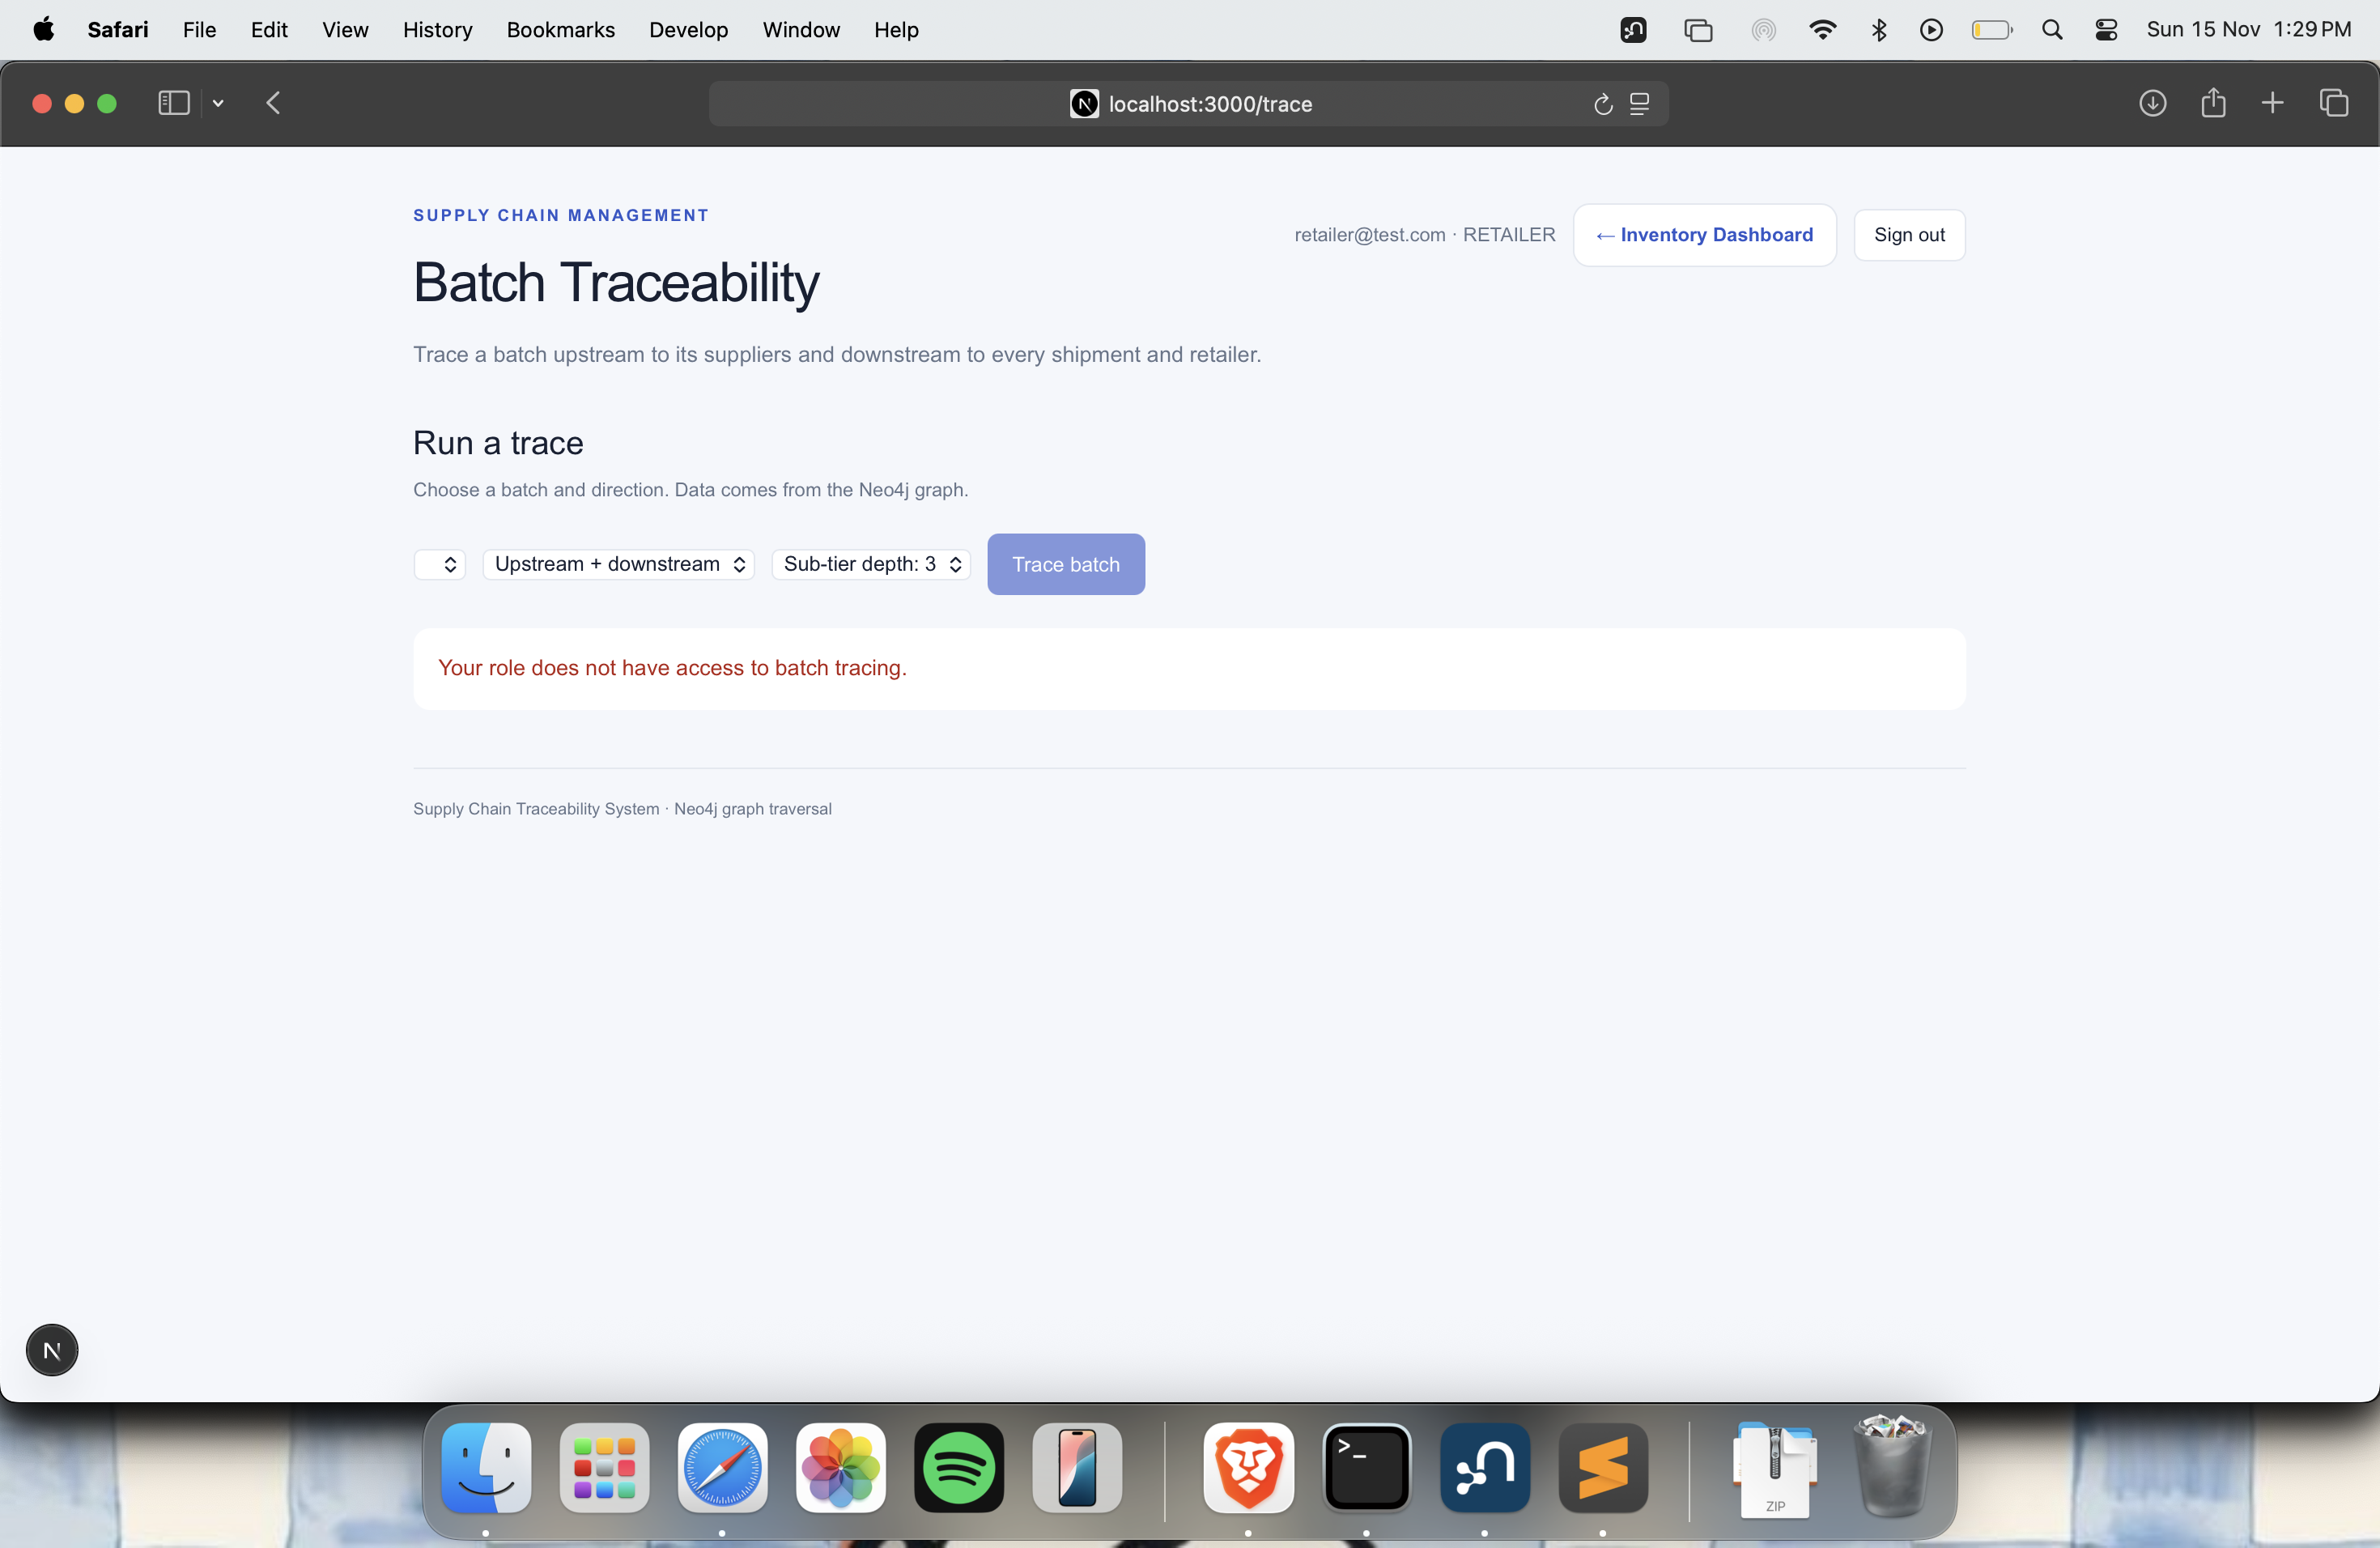 Safari File Edit View History Bookmarks Develop Window Help Sun 15 Nov 1:29 PM
localhost:3000/trace
SUPPLY CHAIN MANAGEMENT
retailer@test.com · RETAILER ← Inventory Dashboard Sign out
Batch Traceability
Trace a batch upstream to its suppliers and downstream to every shipment and retailer.
Run a trace
Choose a batch and direction. Data comes from the Neo4j graph.
Upstream + downstream Sub-tier depth: 3 Trace batch
Your role does not have access to batch tracing.
Supply Chain Traceability System · Neo4j graph traversal
N
>_
ZIP